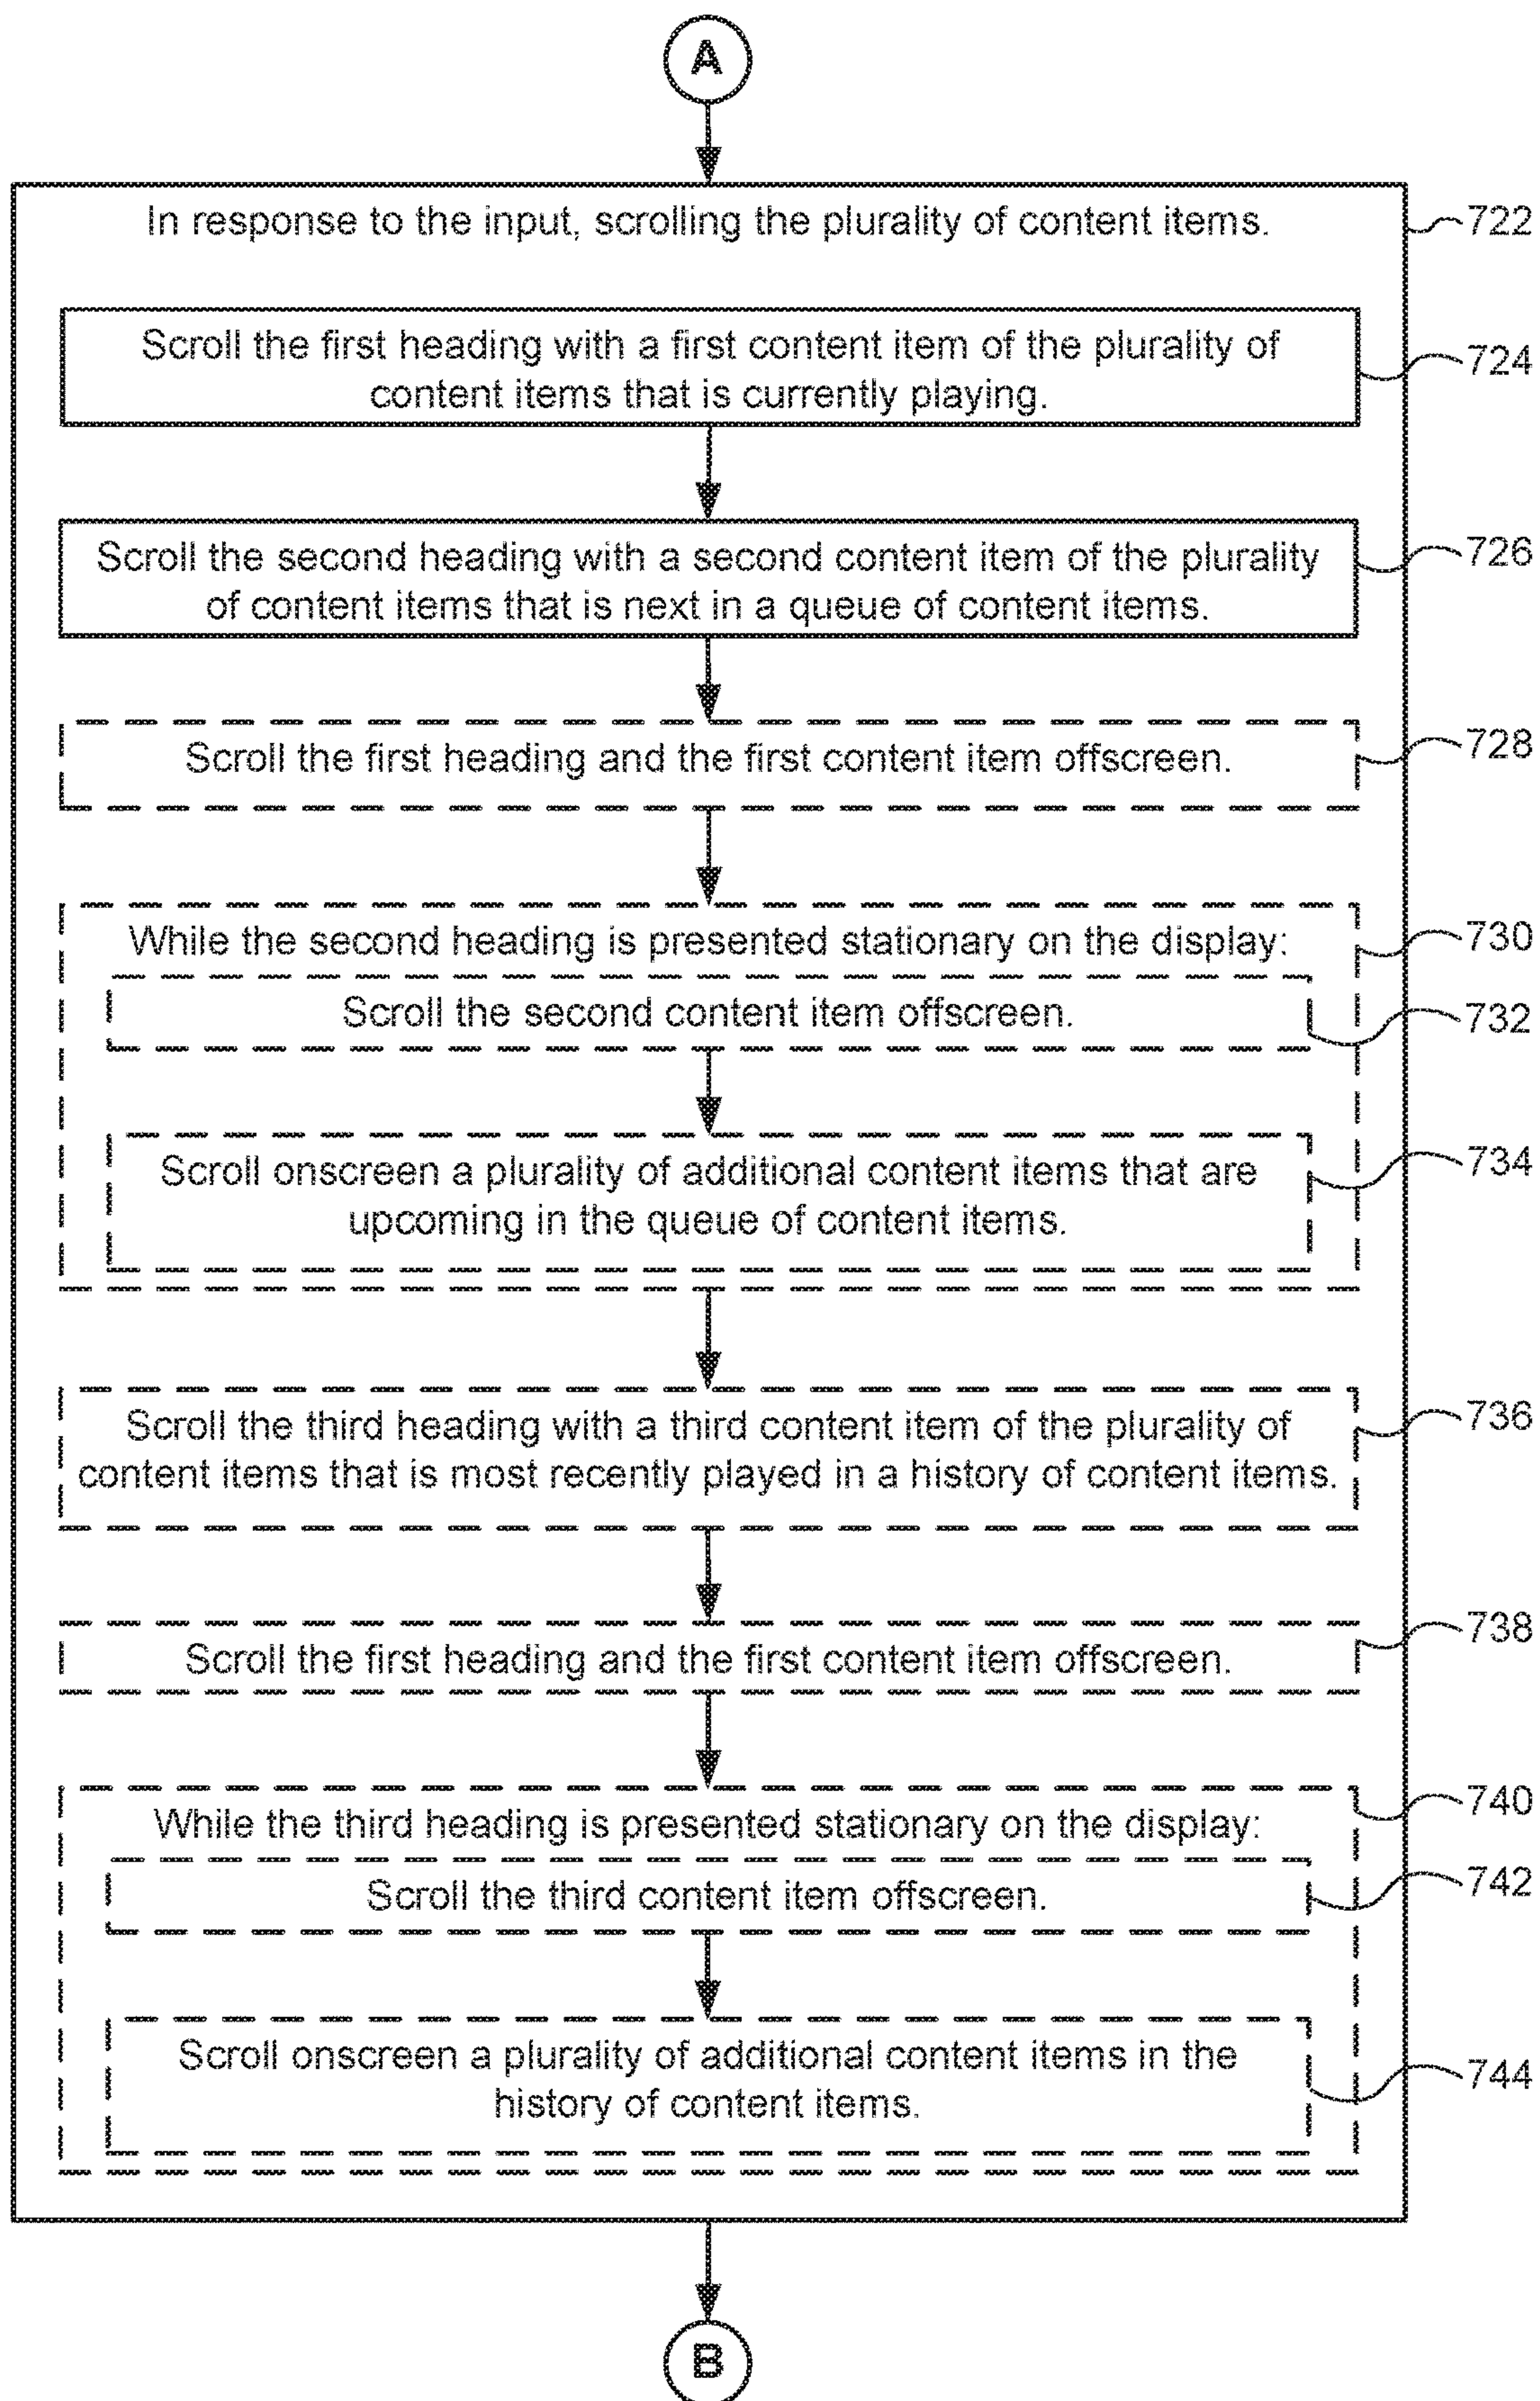 A
In response to the input, scrolling the plurality of content items.
722
Scroll the first heading with a first content item of the plurality of
content items that is currently playing.
724
Scroll the second heading with a second content item of the plurality
of content items that is next in a queue of content items.
726
Scroll the first heading and the first content item offscreen.
728
While the second heading is presented stationary on the display:
730
Scroll the second content item offscreen.
732
Scroll onscreen a plurality of additional content items that are
upcoming in the queue of content items.
734
Scroll the third heading with a third content item of the plurality of
content items that is most recently played in a history of content items.
736
Scroll the first heading and the first content item offscreen.
738
While the third heading is presented stationary on the display:
740
Scroll the third content item offscreen.
742
Scroll onscreen a plurality of additional content items in the
history of content items.
744
B